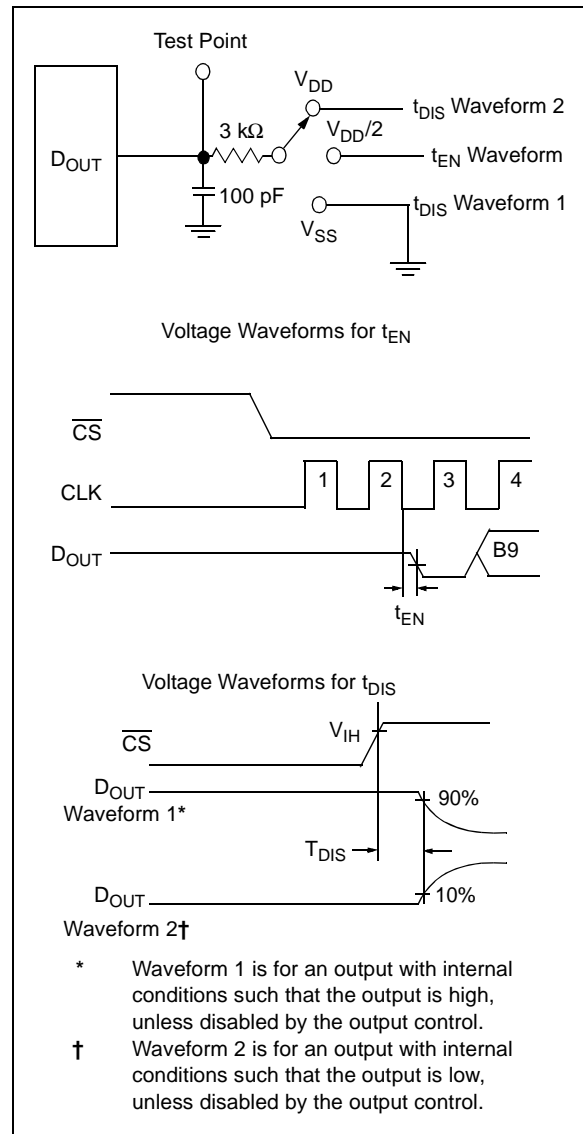 Test Point
V_DD
t_DIS Waveform 2
3 kΩ
V_DD/2
D_OUT
t_EN Waveform
100 pF
t_DIS Waveform 1
V_SS
Voltage Waveforms for t_EN
C̅S̅
CLK
1 2 3 4
D_OUT
B9
t_EN
Voltage Waveforms for t_DIS
V_IH
C̅S̅
D_OUT
Waveform 1*
90%
T_DIS
D_OUT
10%
Waveform 2†
* Waveform 1 is for an output with internal
conditions such that the output is high,
unless disabled by the output control.
† Waveform 2 is for an output with internal
conditions such that the output is low,
unless disabled by the output control.